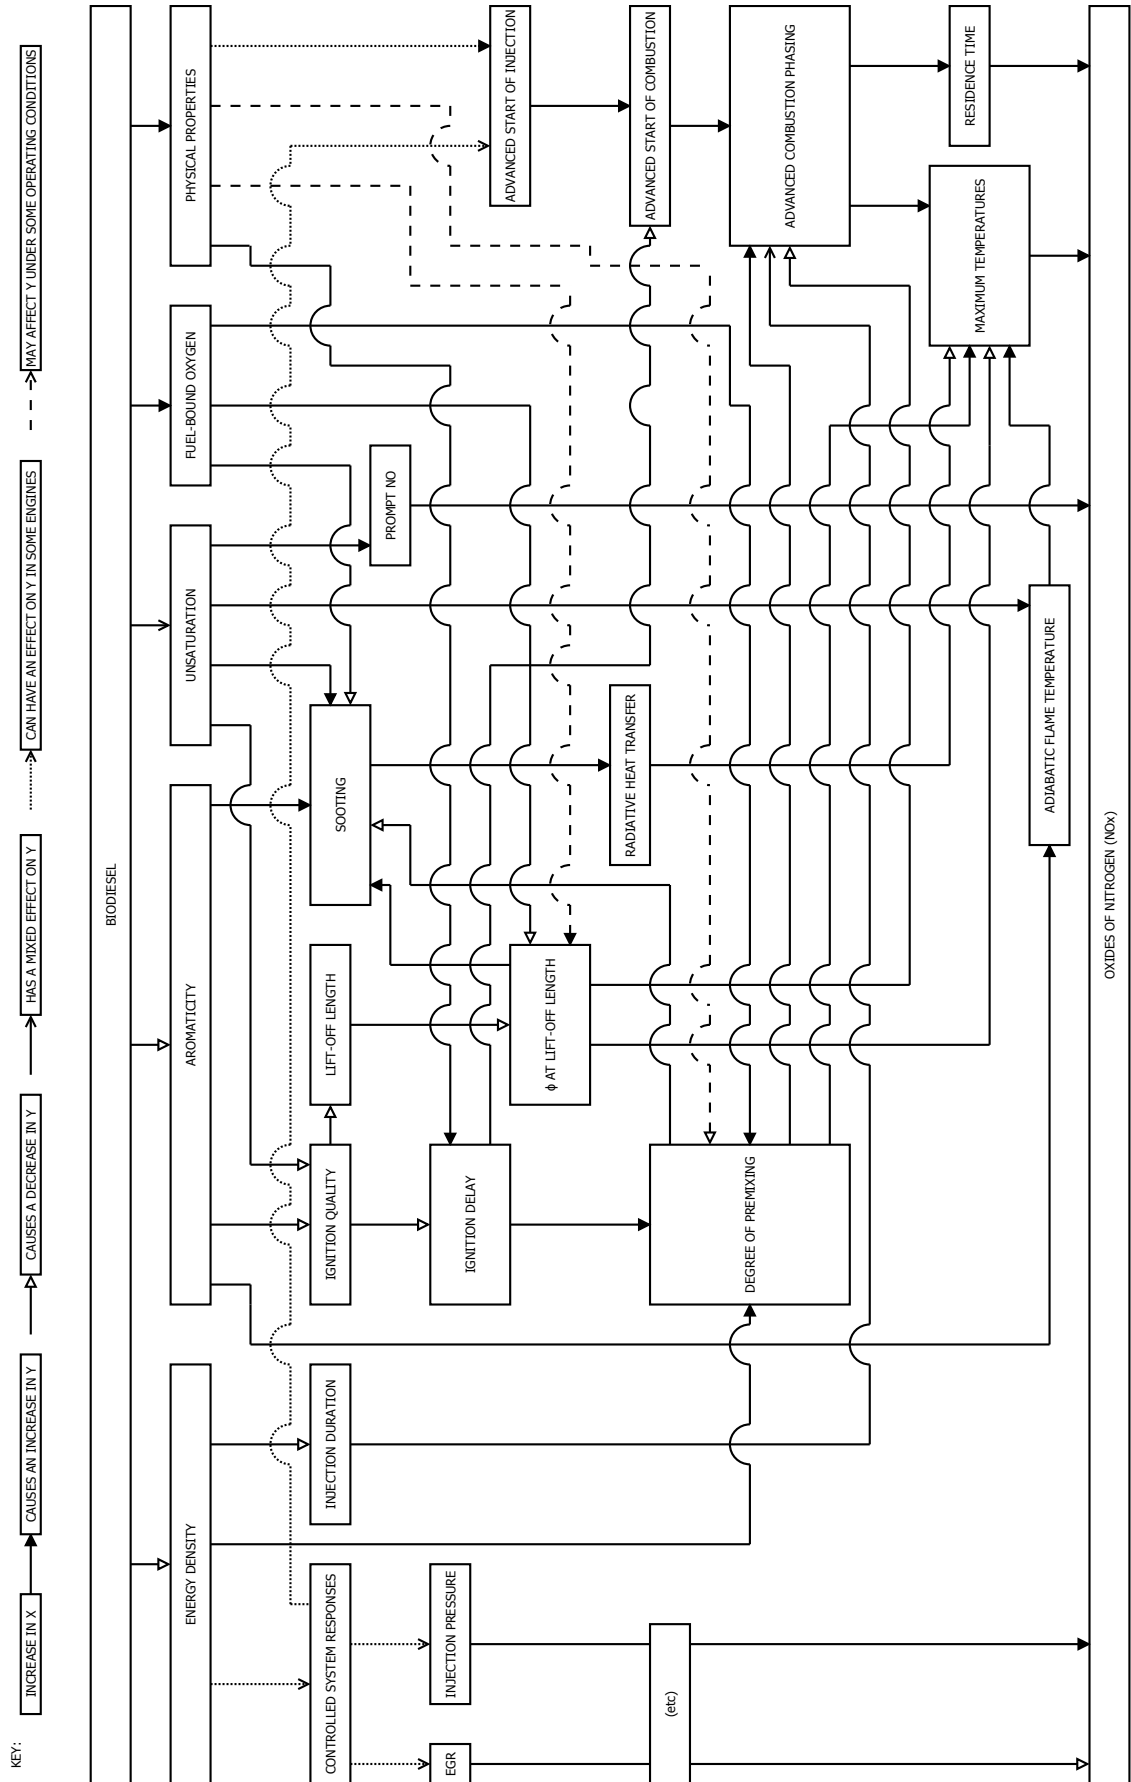 KEY:
INCREASE IN X
CAUSES AN INCREASE IN Y
CAUSES A DECREASE IN Y
HAS A MIXED EFFECT ON Y
CAN HAVE AN EFFECT ON Y IN SOME ENGINES
MAY AFFECT Y UNDER SOME OPERATING CONDITIONS
BIODIESEL
ENERGY DENSITY
AROMATICITY
UNSATURATION
FUEL-BOUND OXYGEN
PHYSICAL PROPERTIES
CONTROLLED SYSTEM RESPONSES
INJECTION DURATION
IGNITION QUALITY
LIFT-OFF LENGTH
SOOTING
PROMPT NO
EGR
INJECTION PRESSURE
IGNITION DELAY
ϕ AT LIFT-OFF LENGTH
ADVANCED START OF INJECTION
RADIATIVE HEAT TRANSFER
ADVANCED START OF COMBUSTION
(etc)
DEGREE OF PREMIXING
ADVANCED COMBUSTION PHASING
RESIDENCE TIME
MAXIMUM TEMPERATURES
ADIABATIC FLAME TEMPERATURE
OXIDES OF NITROGEN (NOx)